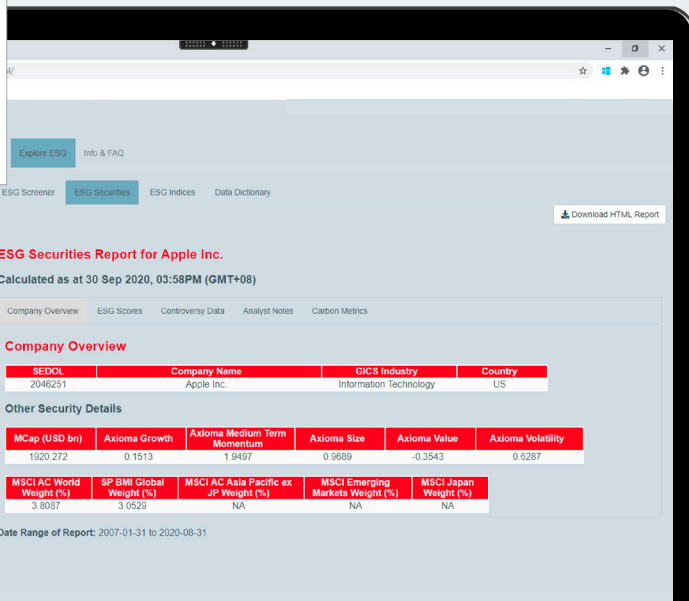 ol/
Explore ESG Info & FAQ
ESG Screener ESG Securities ESG Indices Data Dictionary
Download HTML Report
ESG Securities Report for Apple Inc.
Calculated as at 30 Sep 2020, 03:58PM (GMT+08)
Company Overview ESG Scores Controversy Data Analyst Notes Carbon Metrics
Company Overview
SEDOL Company Name GICS Industry Country
2046251 Apple Inc. Information Technology US
Other Security Details
MCap (USD bn) Axioma Growth Axioma Medium Term Momentum Axioma Size Axioma Value Axioma Volatility
1920.272 0.1513 1.9497 0.9689 -0.3543 0.6287
MSCI AC World Weight (%) SP BMI Global Weight (%) MSCI AC Asia Pacific ex JP Weight (%) MSCI Emerging Markets Weight (%) MSCI Japan Weight (%)
3.8087 3.0529 NA NA NA
Date Range of Report: 2007-01-31 to 2020-08-31